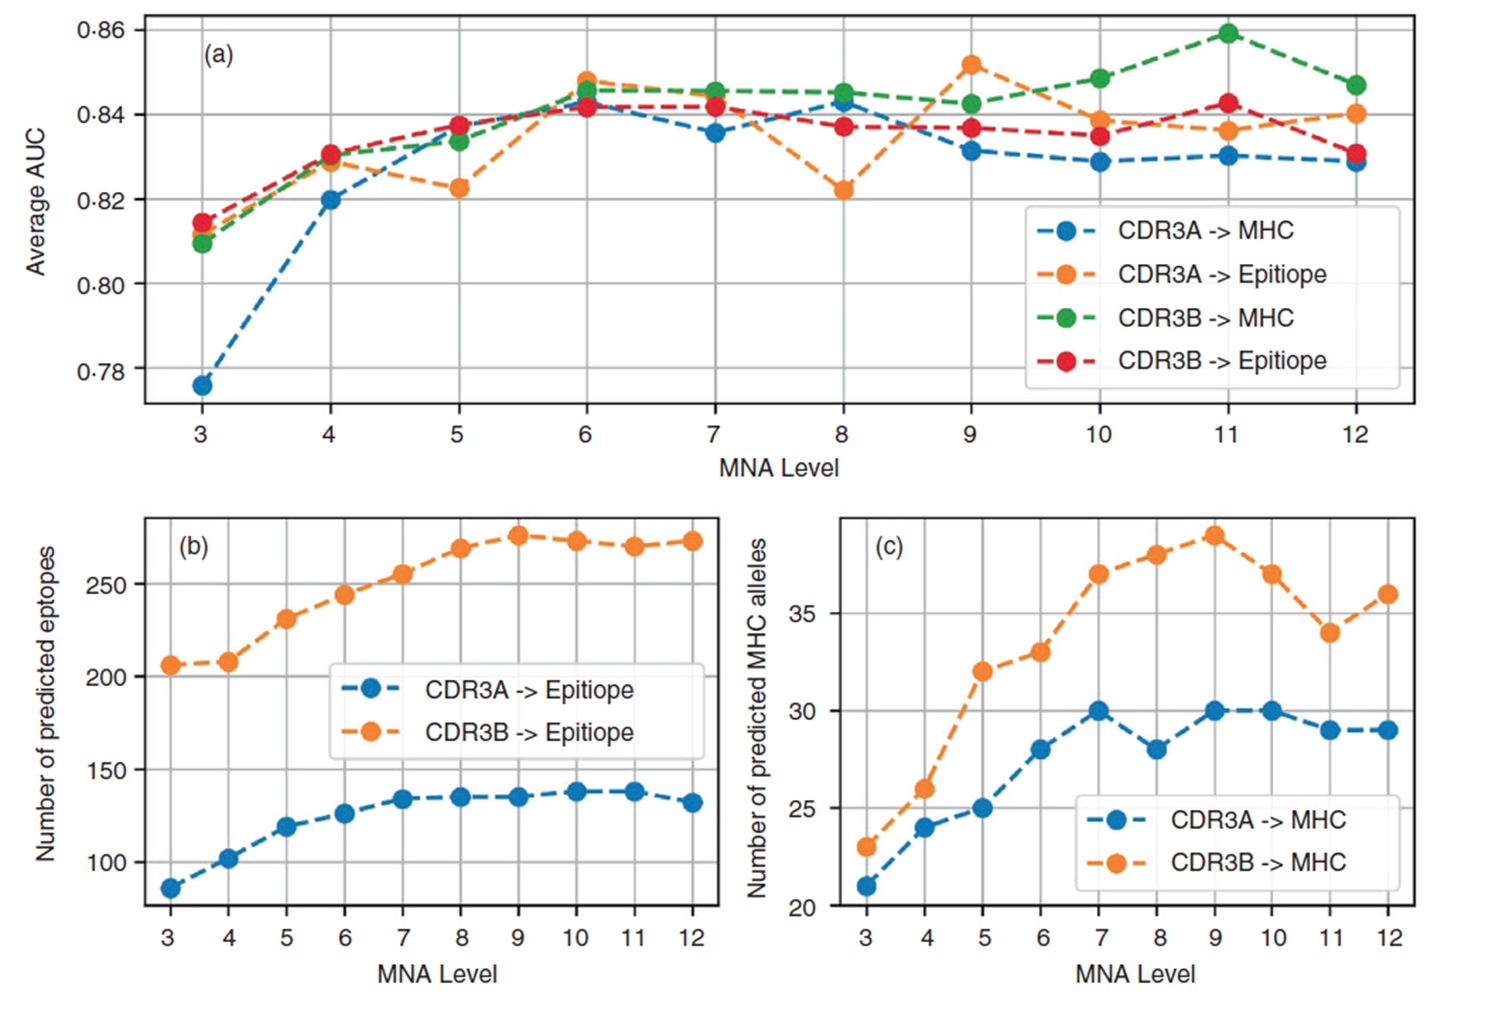 (a)
Average AUC
0·86
0·84
0·82
0·80
0·78
CDR3A -> MHC
CDR3A -> Epitiope
CDR3B -> MHC
CDR3B -> Epitiope
3 4 5 6 7 8 9 10 11 12
MNA Level
(b)
Number of predicted eptopes
250
200
150
100
CDR3A -> Epitiope
CDR3B -> Epitiope
3 4 5 6 7 8 9 10 11 12
MNA Level
(c)
Number of predicted MHC alleles
35
30
25
20
CDR3A -> MHC
CDR3B -> MHC
3 4 5 6 7 8 9 10 11 12
MNA Level